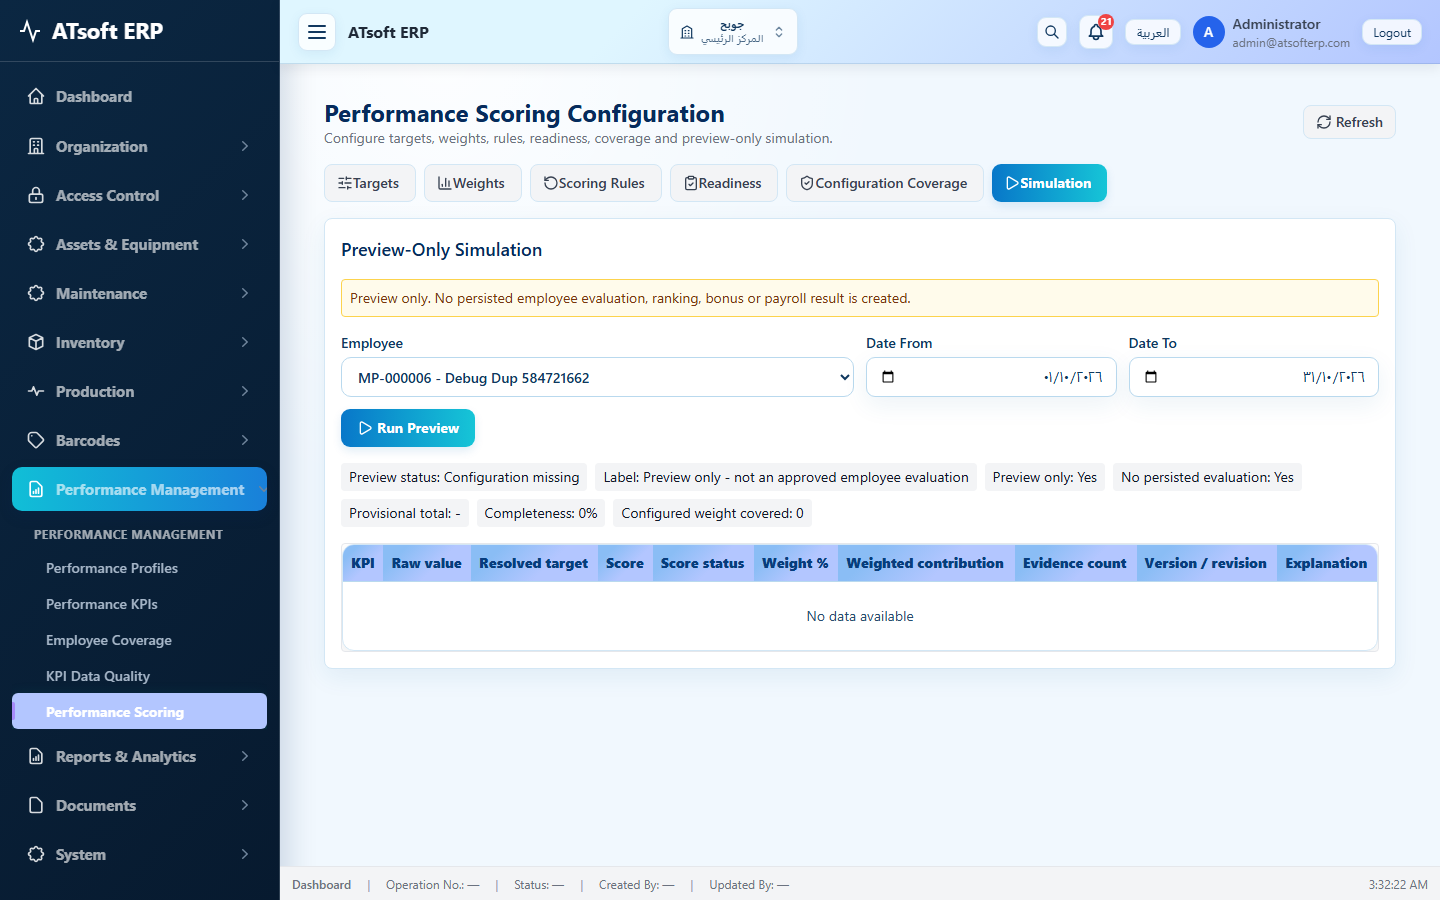 ATsoft ERP
Dashboard
Organization
Access Control
Assets & Equipment
Maintenance
Inventory
Production
Barcodes
Performance Management
PERFORMANCE MANAGEMENT
Performance Profiles
Performance KPIs
Employee Coverage
KPI Data Quality
Performance Scoring
Reports & Analytics
Documents
System
ATsoft ERP
جوبح
المركز الرئيسي
21
العربية
A
Administrator
admin@atsofterp.com
Logout
Performance Scoring Configuration
Configure targets, weights, rules, readiness, coverage and preview-only simulation.
Refresh
Targets Weights Scoring Rules Readiness Configuration Coverage Simulation
Preview-Only Simulation
Preview only. No persisted employee evaluation, ranking, bonus or payroll result is created.
Employee Date From Date To
MP-000006 - Debug Dup 584721662 ٠١/١٠/٢٠٢٦ ٣١/١٠/٢٠٢٦
Run Preview
Preview status: Configuration missing Label: Preview only - not an approved employee evaluation Preview only: Yes No persisted evaluation: Yes
Provisional total: - Completeness: 0% Configured weight covered: 0
KPI Raw value Resolved target Score Score status Weight % Weighted contribution Evidence count Version / revision Explanation
No data available
Dashboard | Operation No.: — | Status: — | Created By: — | Updated By: — 3:32:22 AM